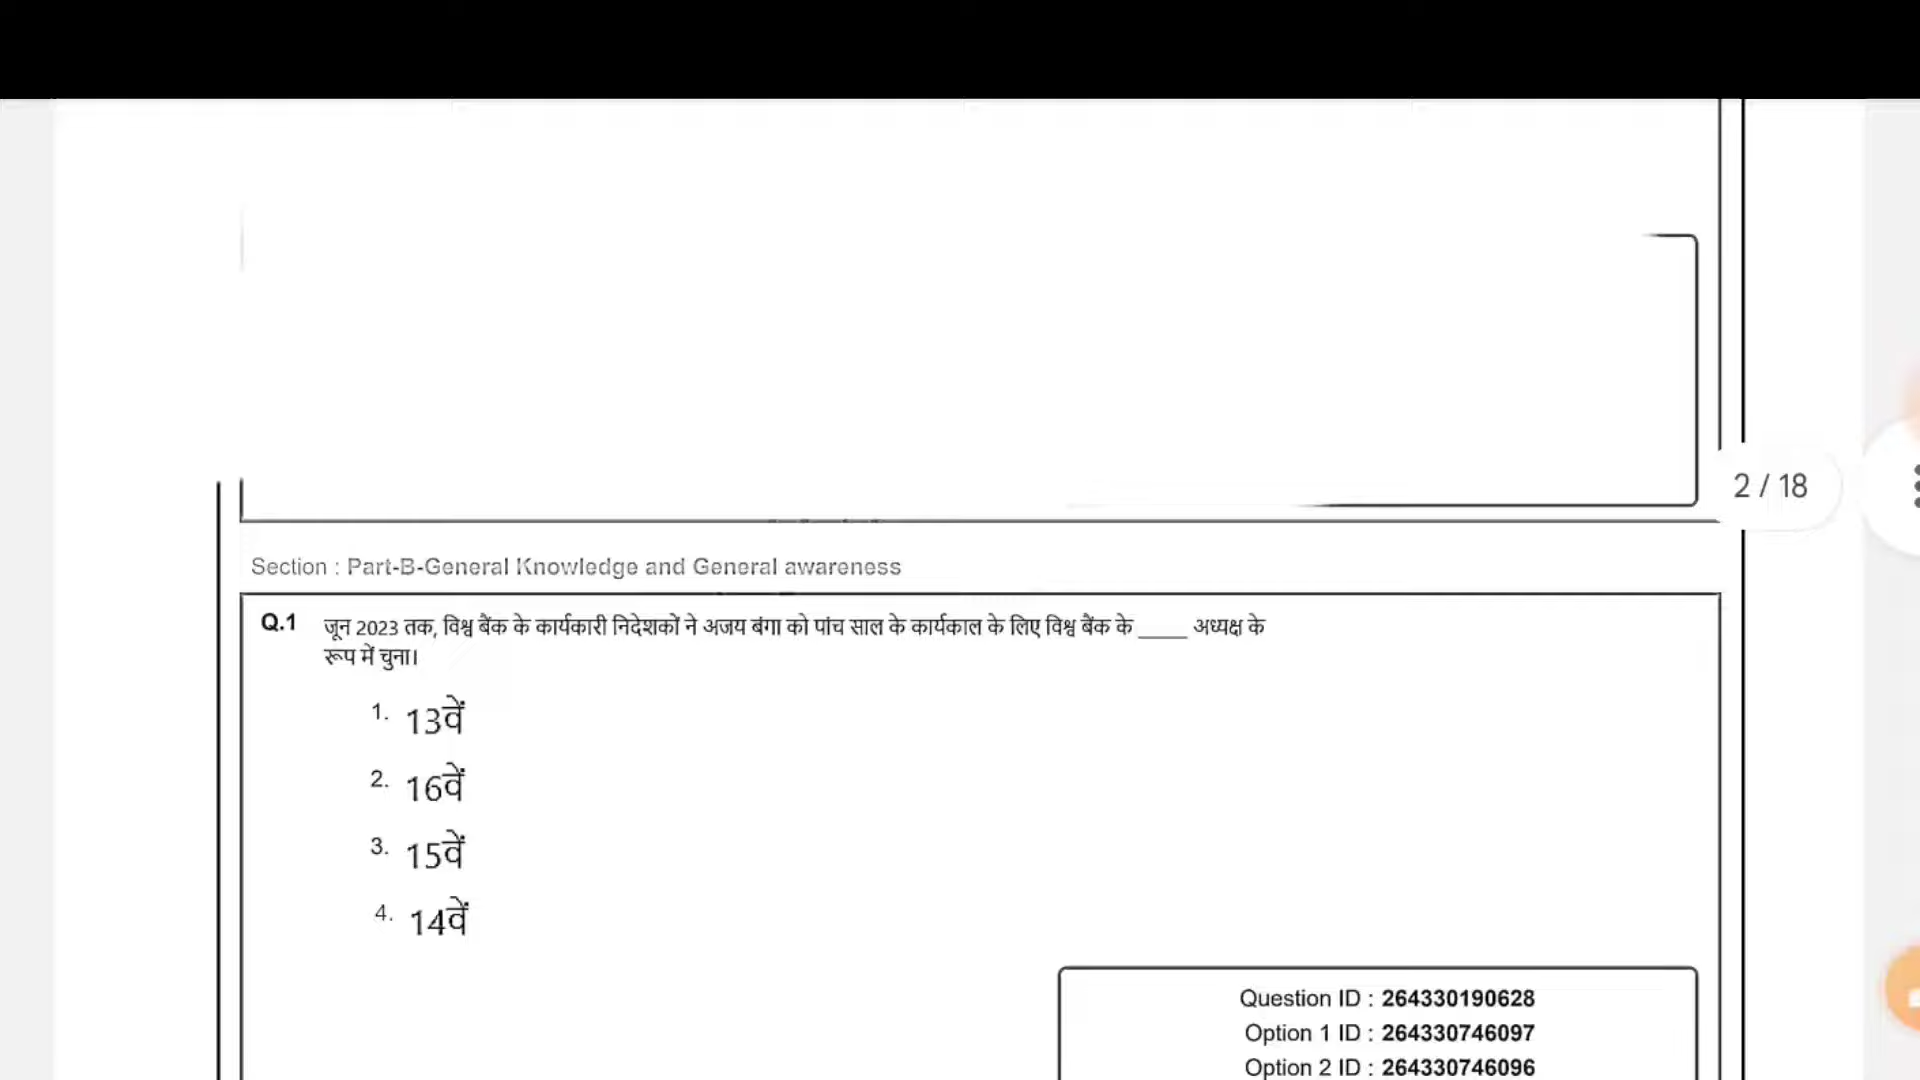 2 / 18
Section : Part-B-General Knowledge and General awareness
Q.1 जून 2023 तक, विश्व बैंक के कार्यकारी निदेशकों ने अजय बंगा को पांच साल के कार्यकाल के लिए विश्व बैंक के _____ अध्यक्ष के
रूप में चुना।
1. 13वें
2. 16वें
3. 15वें
4. 14वें
Question ID : 264330190628
Option 1 ID : 264330746097
Option 2 ID : 264330746096